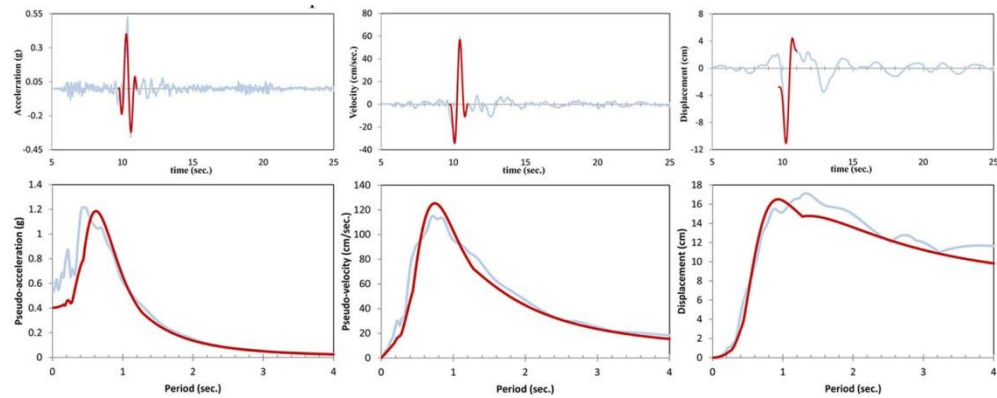 0.55
0.3
0.05
-0.2
-0.45
Acceleration (g)
5 10 15 20 25
time (sec.)
80
60
40
20
0
-20
-40
Velocity (cm/sec.)
5 10 15 20 25
time (sec.)
8
4
0
-4
-8
-12
Displacement (cm)
5 10 15 20 25
time (sec.)
1.4
1.2
1
0.8
0.6
0.4
0.2
0
Pseudo-acceleration (g)
0 1 2 3 4
Period (sec.)
140
120
100
80
60
40
20
0
Pseudo-velocity (cm/sec.)
0 1 2 3 4
Period (sec.)
18
16
14
12
10
8
6
4
2
0
Displacement (cm)
0 1 2 3 4
Period (sec.)